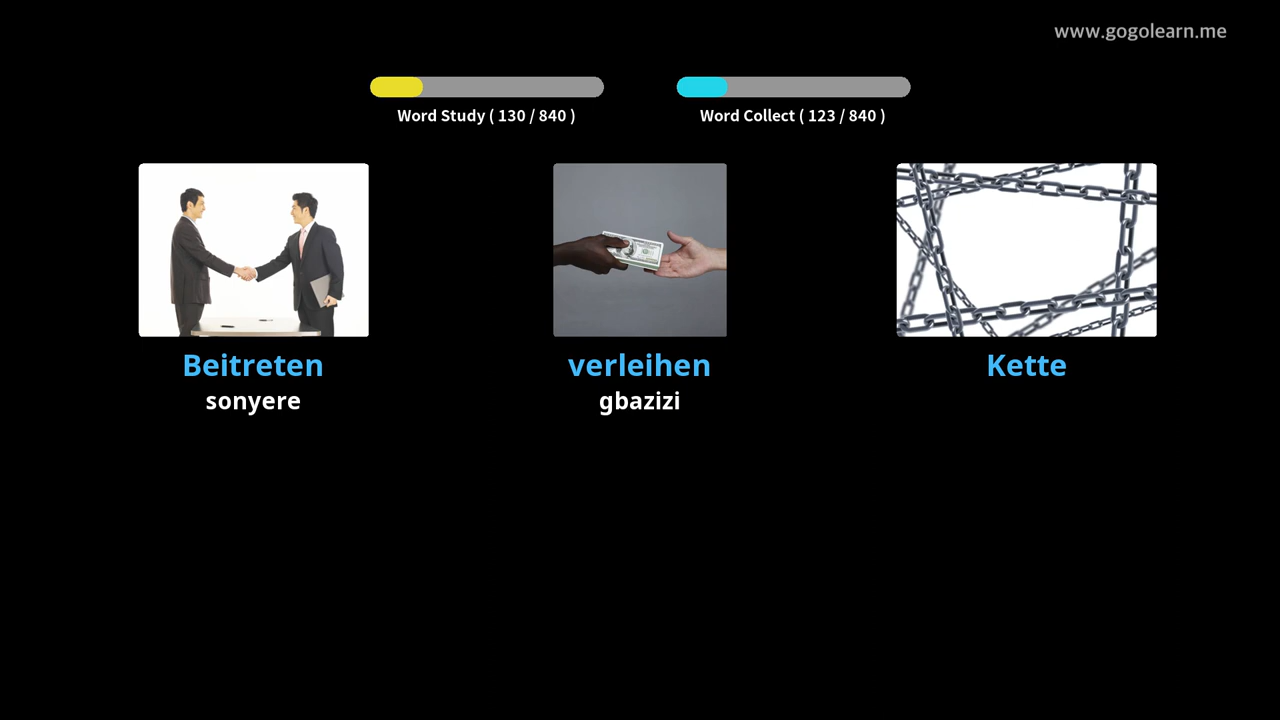 www.gogolearn.me
Word Study ( 130 / 840 )
Word Collect ( 123 / 840 )
Beitreten
sonyere
verleihen
gbazizi
Kette